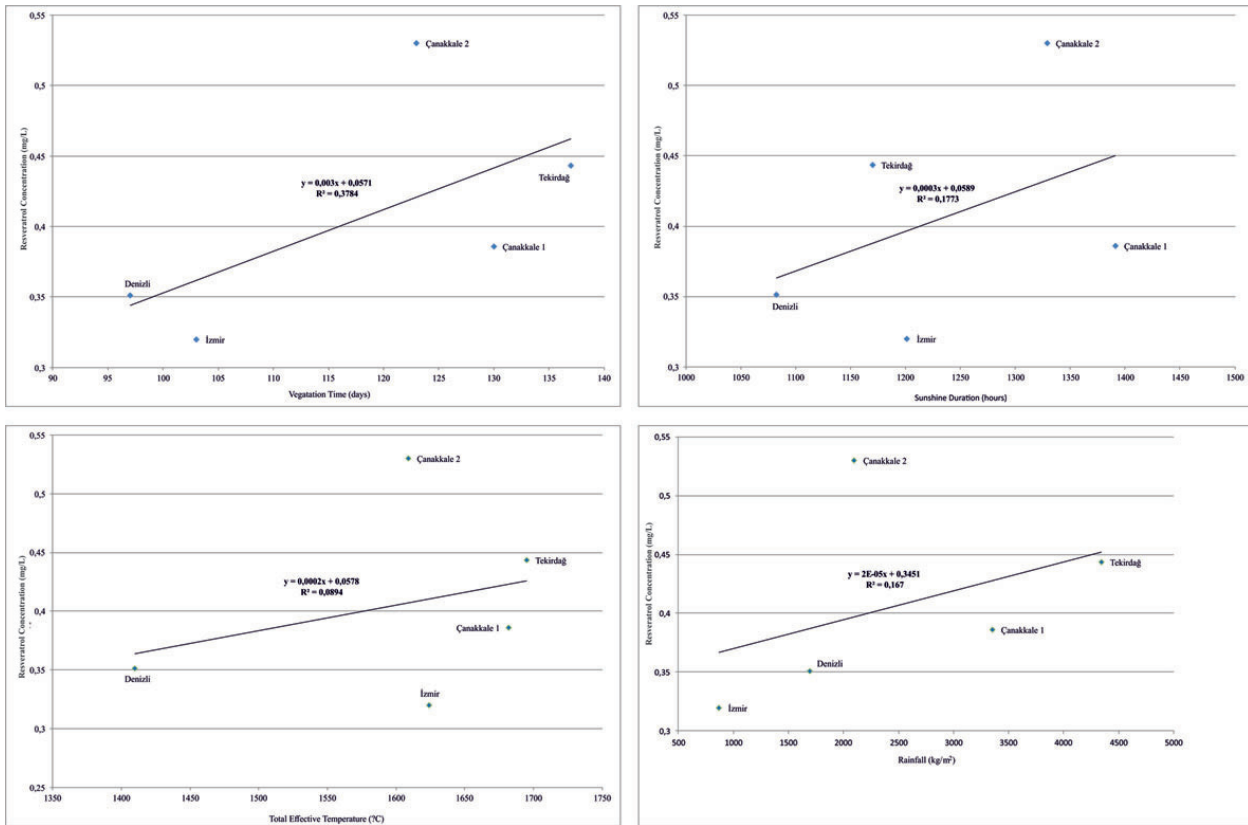 Resveratrol Concentration (mg/L)
0,55
0,5
0,45
0,4
0,35
0,3
Çanakkale 2
y = 0,003x + 0,0571
R² = 0,3784
Tekirdağ
Çanakkale 1
Denizli
İzmir
90 95 100 105 110 115 120 125 130 135 140
Vegatation Time (days)
Resveratrol Concentration (mg/L)
0,55
0,5
0,45
0,4
0,35
0,3
Çanakkale 2
Tekirdağ
y = 0,0003x + 0,0589
R² = 0,1773
Çanakkale 1
Denizli
İzmir
1000 1050 1100 1150 1200 1250 1300 1350 1400 1450 1500
Sunshine Duration (hours)
Resveratrol Concentration (mg/L)
0,55
0,5
0,45
0,4
0,35
0,3
0,25
Çanakkale 2
Tekirdağ
y = 0,0002x + 0,0578
R² = 0,0894
Çanakkale 1
Denizli
İzmir
1350 1400 1450 1500 1550 1600 1650 1700 1750
Total Effective Temperature (?C)
Resveratrol Concentration (mg/L)
0,55
0,5
0,45
0,4
0,35
0,3
Çanakkale 2
Tekirdağ
y = 2E-05x + 0,3451
R² = 0,167
Çanakkale 1
Denizli
İzmir
500 1000 1500 2000 2500 3000 3500 4000 4500 5000
Rainfall (kg/m²)